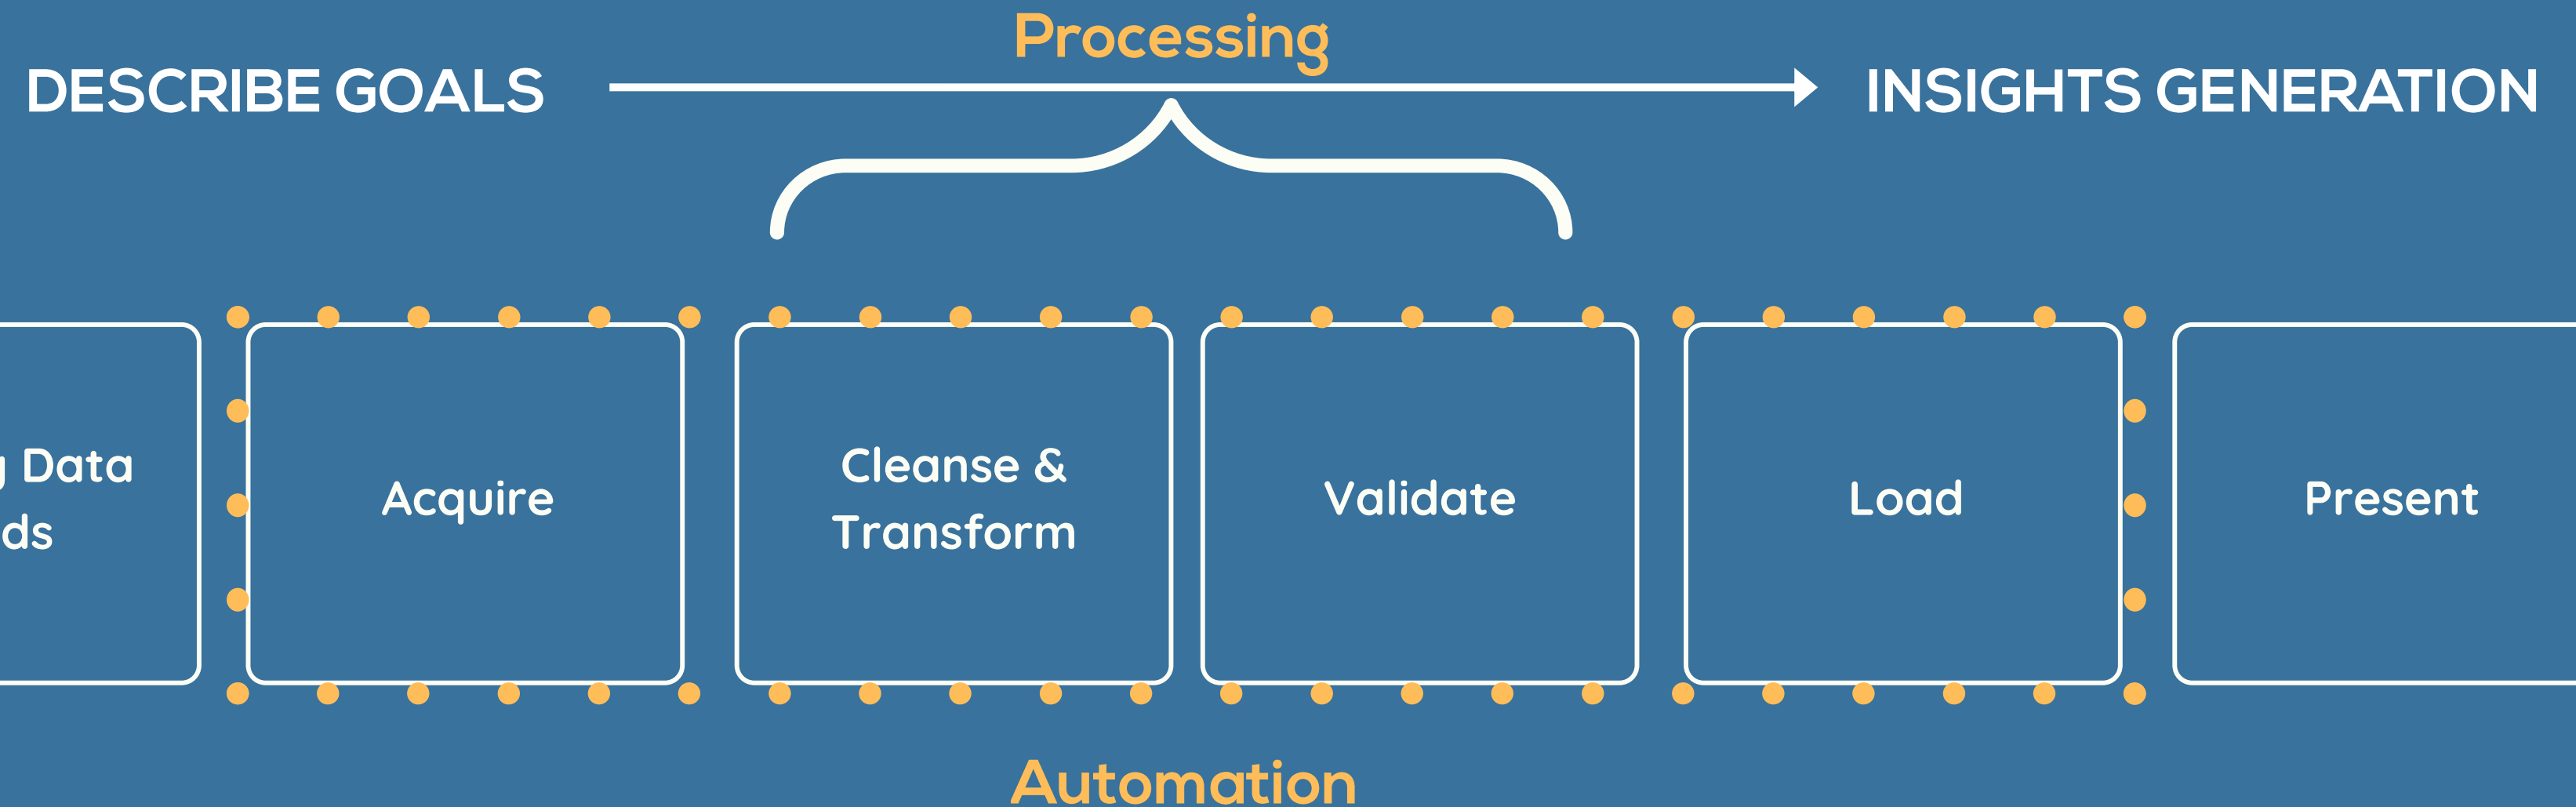 Processing
DESCRIBE GOALS
INSIGHTS GENERATION
Data
ds
Acquire
Cleanse &
Transform
Validate
Load
Present
Automation